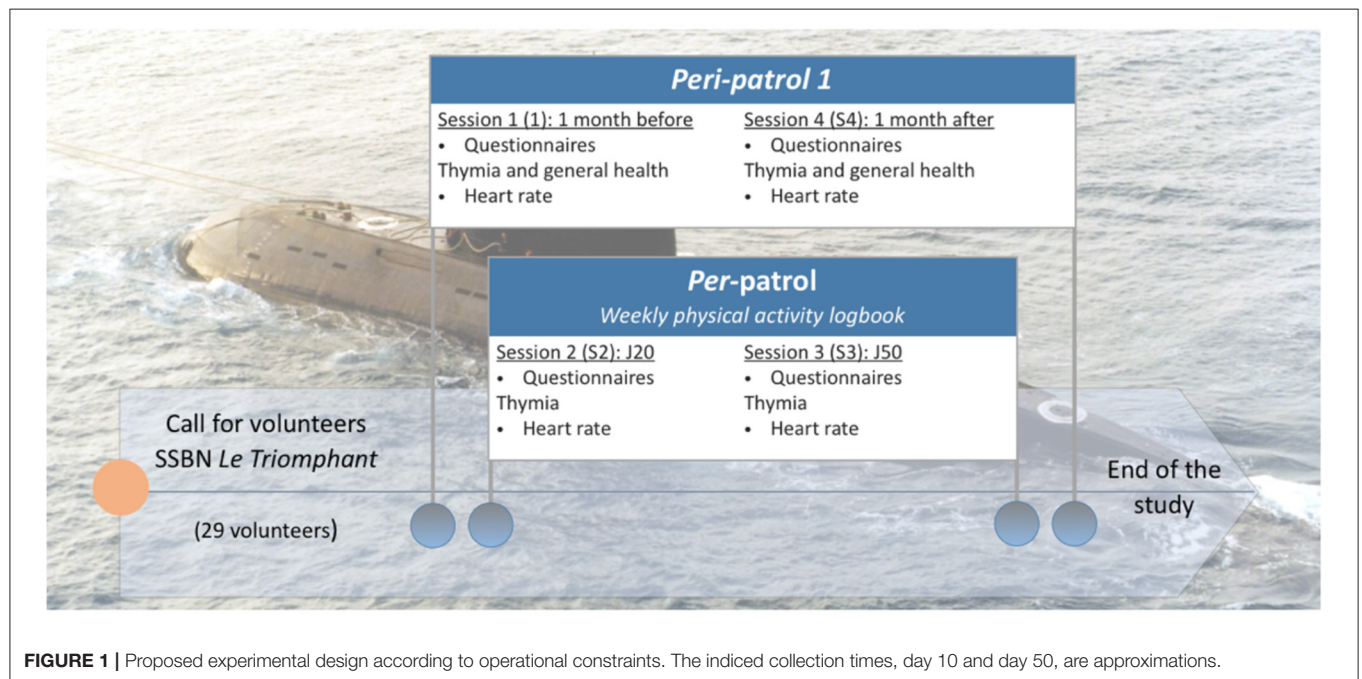 Peri-patrol 1
Session 1 (1): 1 month before
• Questionnaires
Thymia and general health
• Heart rate
Session 4 (S4): 1 month after
• Questionnaires
Thymia and general health
• Heart rate
Per-patrol
Weekly physical activity logbook
Session 2 (S2): J20
• Questionnaires
Thymia
• Heart rate
Session 3 (S3): J50
• Questionnaires
Thymia
• Heart rate
Call for volunteers
SSBN Le Triomphant
(29 volunteers)
End of the
study
FIGURE 1 | Proposed experimental design according to operational constraints. The indiced collection times, day 10 and day 50, are approximations.